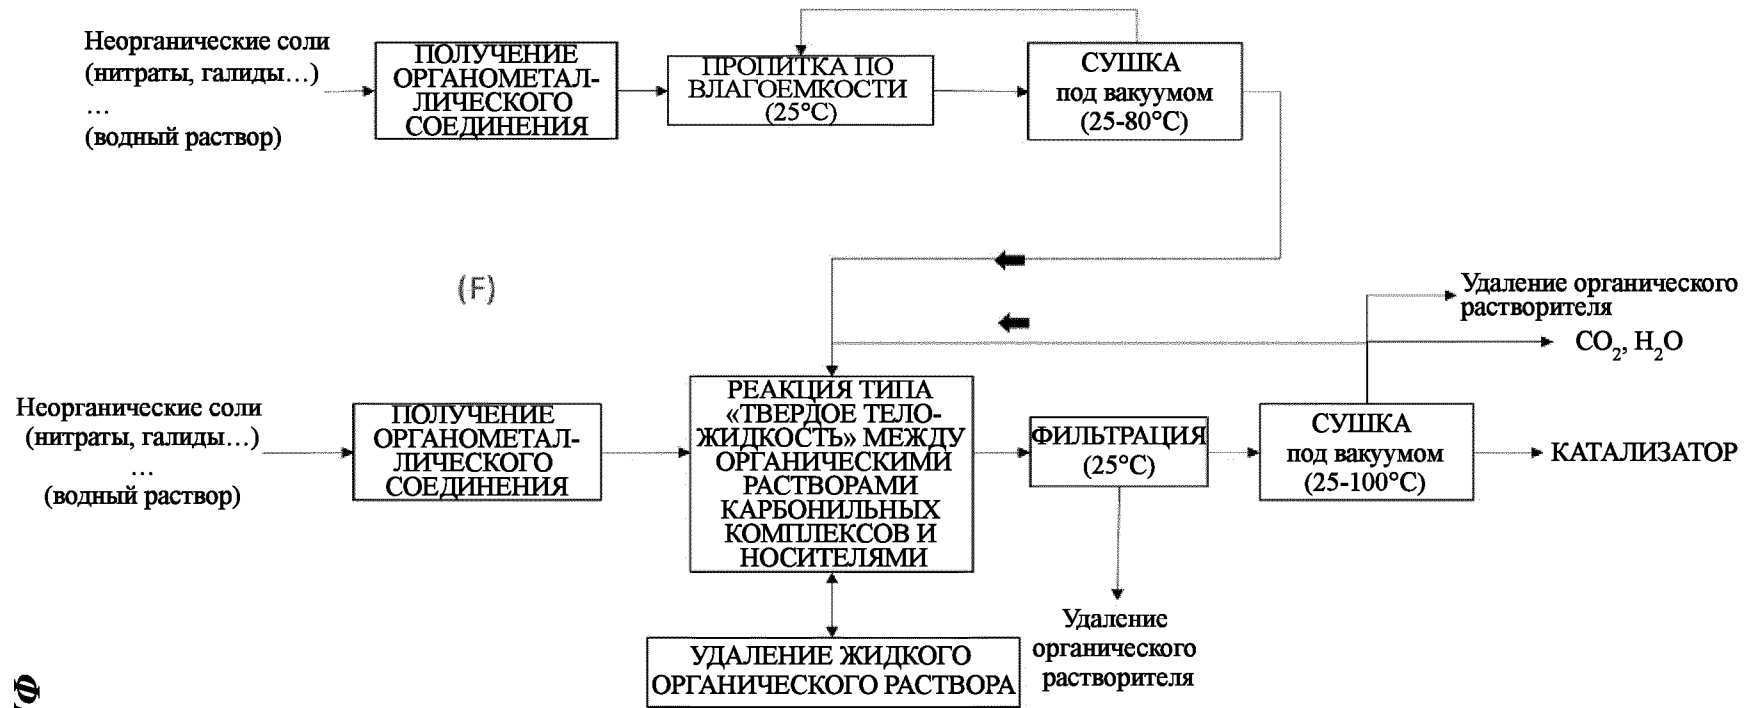 Неорганические соли
(нитраты, галиды…)
…
(водный раствор)
ПОЛУЧЕНИЕ
ОРГАНОМЕТАЛ-
ЛИЧЕСКОГО
СОЕДИНЕНИЯ
ПРОПИТКА ПО
ВЛАГОЕМКОСТИ
(25°C)
СУШКА
под вакуумом
(25-80°C)
(F)
Удаление органического
растворителя
CO2, H2O
Неорганические соли
(нитраты, галиды…)
…
(водный раствор)
ПОЛУЧЕНИЕ
ОРГАНОМЕТАЛ-
ЛИЧЕСКОГО
СОЕДИНЕНИЯ
РЕАКЦИЯ ТИПА
«ТВЕРДОЕ ТЕЛО-
ЖИДКОСТЬ» МЕЖДУ
ОРГАНИЧЕСКИМИ
РАСТВОРАМИ
КАРБОНИЛЬНЫХ
КОМПЛЕКСОВ И
НОСИТЕЛЯМИ
ФИЛЬТРАЦИЯ
(25°C)
СУШКА
под вакуумом
(25-100°C)
КАТАЛИЗАТОР
Удаление
органического
растворителя
УДАЛЕНИЕ ЖИДКОГО
ОРГАНИЧЕСКОГО РАСТВОРА